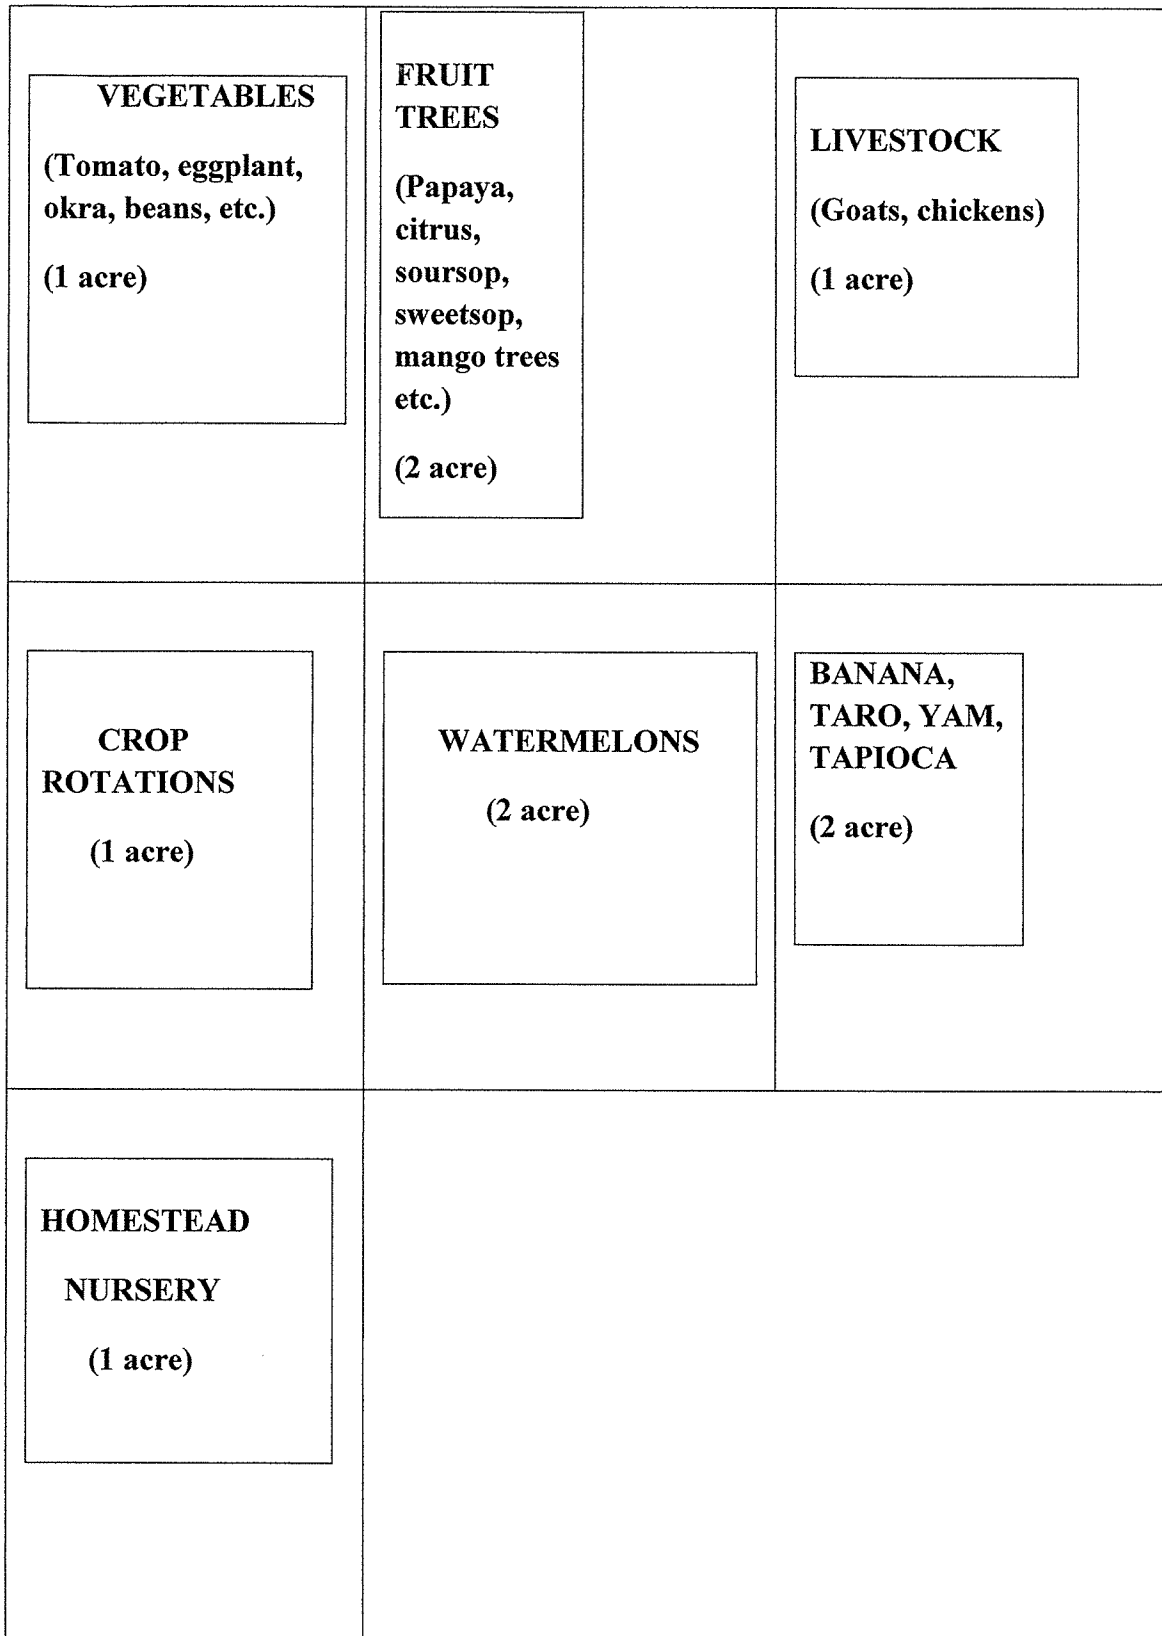 VEGETABLES
(Tomato, eggplant,
okra, beans, etc.)
(1 acre)
FRUIT
TREES
(Papaya,
citrus,
soursop,
sweetsop,
mango trees
etc.)
(2 acre)
LIVESTOCK
(Goats, chickens)
(1 acre)
CROP
ROTATIONS
(1 acre)
WATERMELONS
(2 acre)
BANANA,
TARO, YAM,
TAPIOCA
(2 acre)
HOMESTEAD
NURSERY
(1 acre)